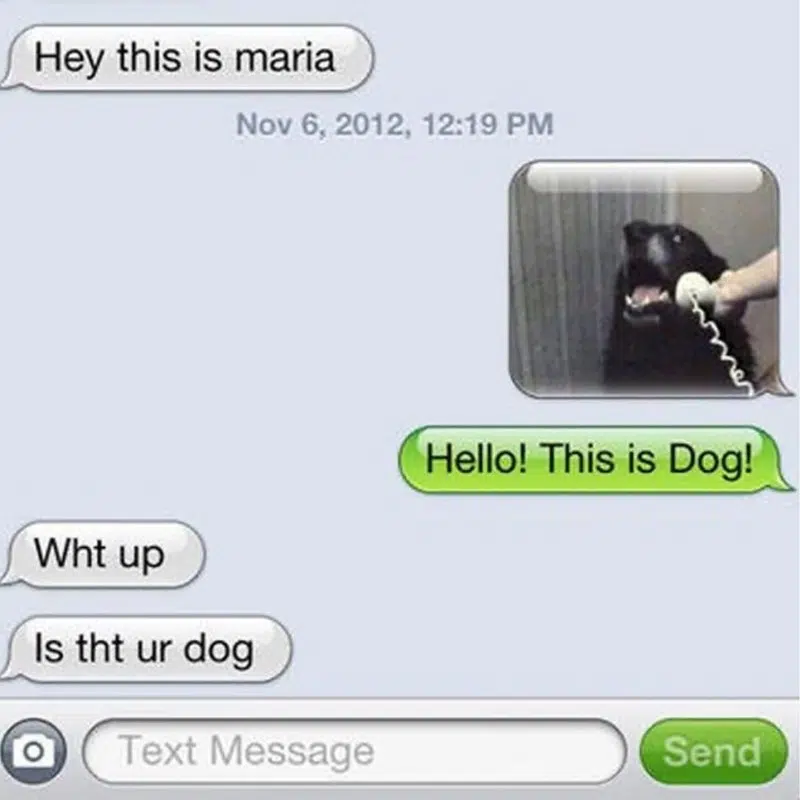 Hey this is maria
Nov 6, 2012, 12:19 PM
Hello! This is Dog!
Wht up
Is tht ur dog
Text Message
Send